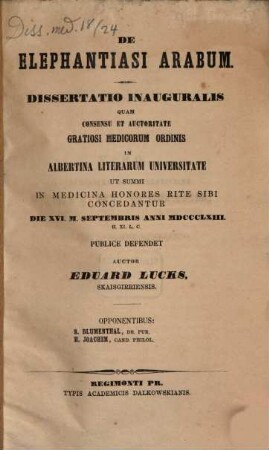 Diss. med. 18/24
DE
ELEPHANTIASI ARABUM.
DISSERTATIO INAUGURALIS
QUAM
CONSENSU ET AUCTORITATE
GRATIOSI MEDICORUM ORDINIS
IN
ALBERTINA LITERARUM UNIVERSITATE
UT SUMMI
IN MEDICINA HONORES RITE SIBI
CONCEDANTUR
DIE XVI. M. SEPTEMBRIS ANNI MDCCCLXIII.
H. XI. L. C.
PUBLICE DEFENDET
AUCTOR
EDUARD LUCKS,
SKAISGIRRIENSIS.
OPPONENTIBUS:
S. BLUMENTHAL, DR. PUR.
H. JOACHIM, CAND. PHILOL.
REGIMONTI PR.
TYPIS ACADEMICIS DALKOWSKIANIS.